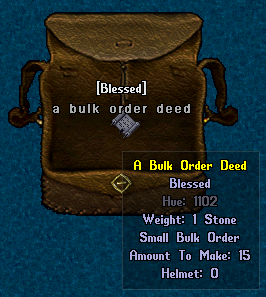 [Blessed]
a bulk order deed
A Bulk Order Deed
Blessed
Hue: 1102
Weight: 1 Stone
Small Bulk Order
Amount To Make: 15
Helmet: 0